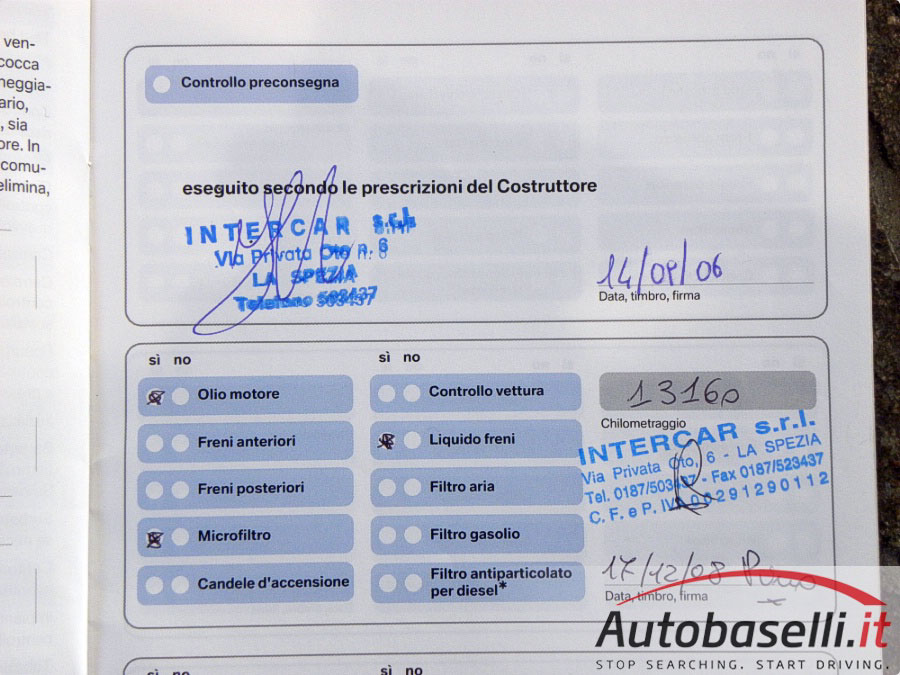 ven-
cocca
neggia-
ario,
, sia
ore. In
comu-
elimina,
Controllo preconsegna
eseguito secondo le prescrizioni del Costruttore
INTERCAR s.r.l.
Via Privata Oto n. 6
LA SPEZIA
Telefono 503437
14/09/06
Data, timbro, firma
sì no
Olio motore
Freni anteriori
Freni posteriori
Microfiltro
Candele d'accensione
sì no
Controllo vettura
Liquido freni
Filtro aria
Filtro gasolio
Filtro antiparticolato
per diesel*
13160
Chilometraggio
INTERCAR s.r.l.
Via Privata Oto, 6 - LA SPEZIA
Tel. 0187/503437 - Fax 0187/523437
C. F. e P. IVA 00291290112
17/12/08
Data, timbro, firma
sì no
sì no
Autobaselli.it
STOP SEARCHING. START DRIVING.